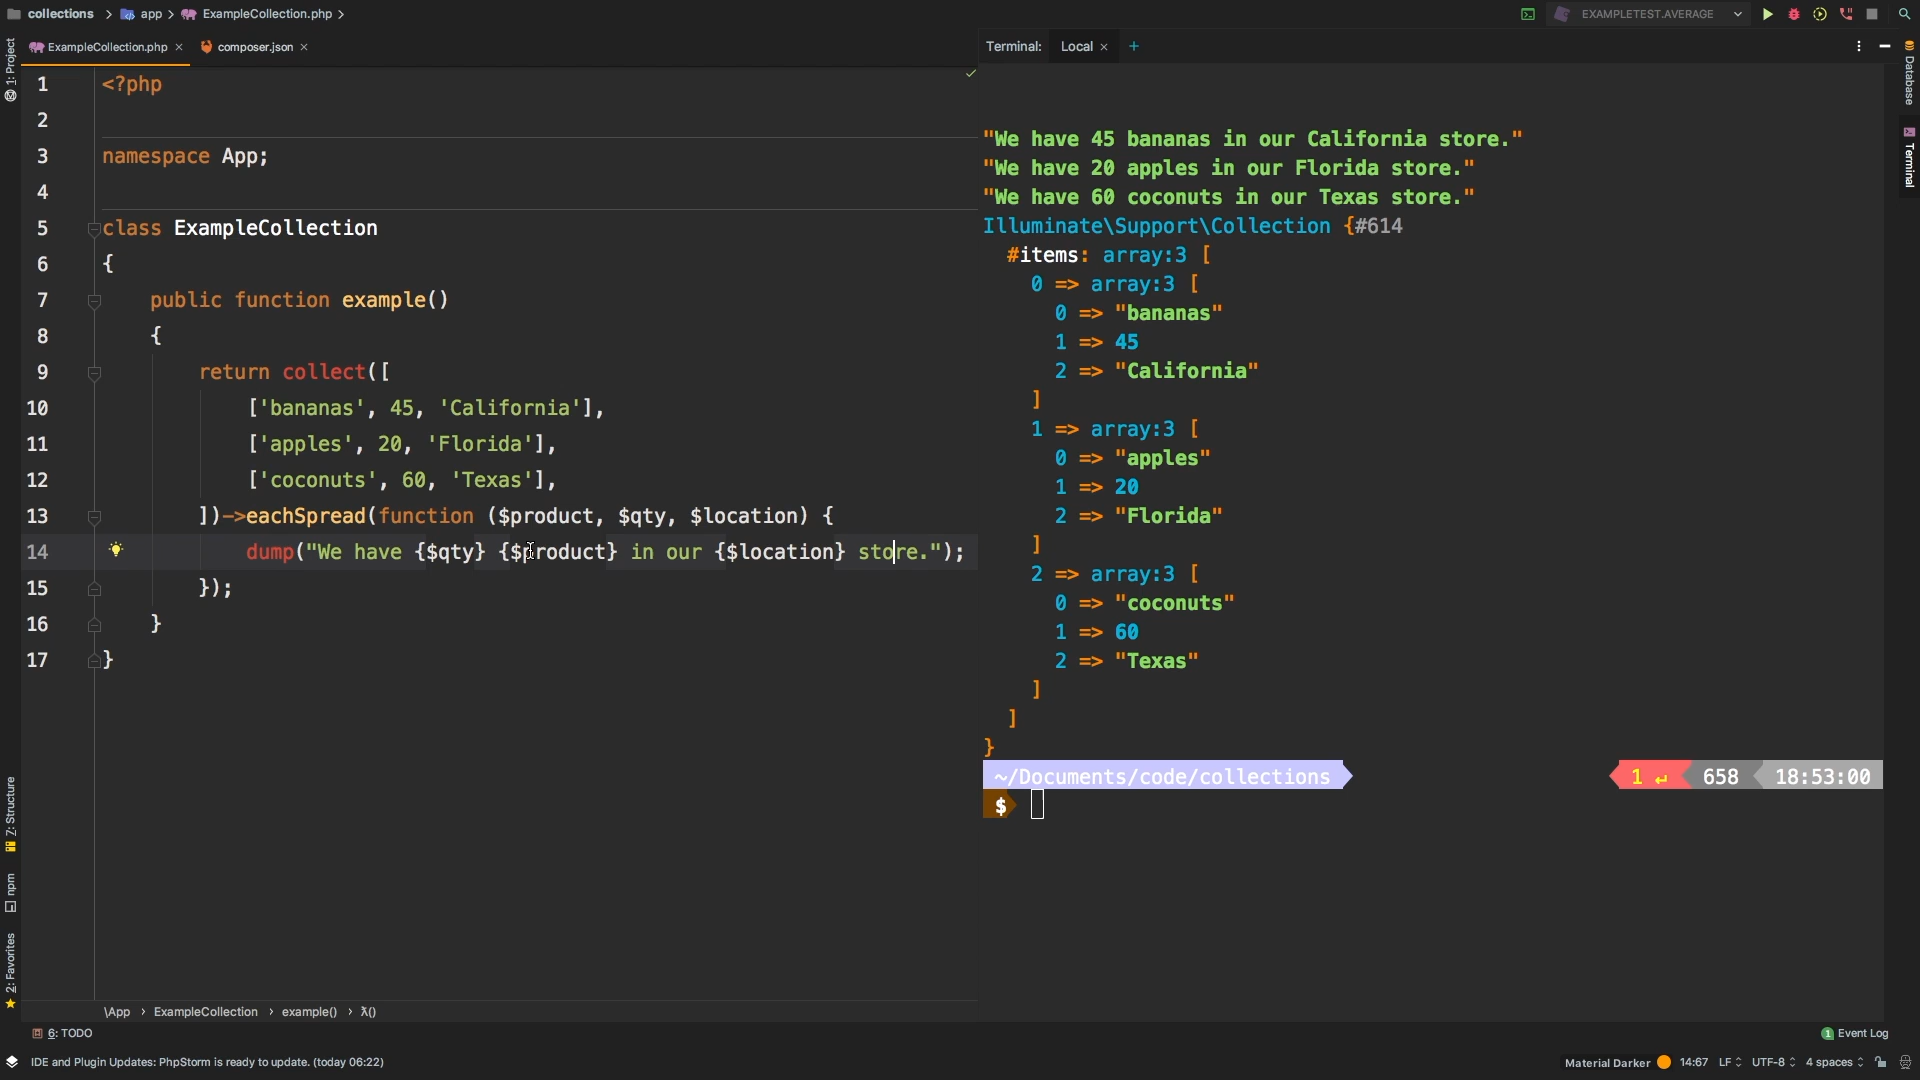 collections > app > ExampleCollection.php >
EXAMPLETEST.AVERAGE
ExampleCollection.php ×
composer.json ×
Terminal: Local × +
1: Project
Database
Terminal
1 <?php
2
3 namespace App;
4
5 class ExampleCollection
6 {
7 public function example()
8 {
9 return collect([
10 ['bananas', 45, 'California'],
11 ['apples', 20, 'Florida'],
12 ['coconuts', 60, 'Texas'],
13 ])->eachSpread(function ($product, $qty, $location) {
14 dump("We have {$qty} {$product} in our {$location} store.");
15 });
16 }
17 }
"We have 45 bananas in our California store."
"We have 20 apples in our Florida store."
"We have 60 coconuts in our Texas store."
Illuminate\Support\Collection {#614
#items: array:3 [
0 => array:3 [
0 => "bananas"
1 => 45
2 => "California"
]
1 => array:3 [
0 => "apples"
1 => 20
2 => "Florida"
]
2 => array:3 [
0 => "coconuts"
1 => 60
2 => "Texas"
]
]
}
~/Documents/code/collections
1 ↵ 658 18:53:00
$
Z: Structure
npm
2: Favorites
\App > ExampleCollection > example() > λ()
6: TODO
1 Event Log
IDE and Plugin Updates: PhpStorm is ready to update. (today 06:22)
Material Darker 14:67 LF UTF-8 4 spaces